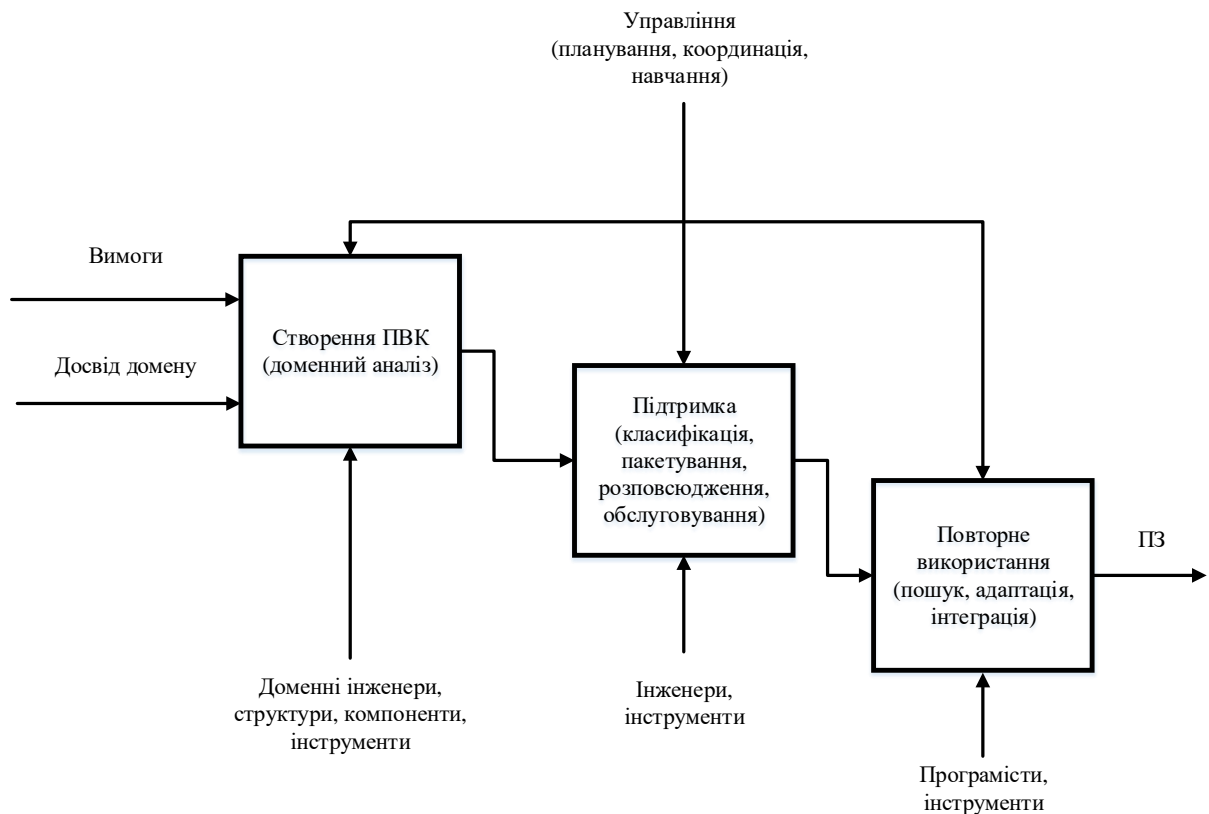 Управління
(планування, координація,
навчання)
Вимоги
Досвід домену
Створення ПВК
(доменний аналіз)
Підтримка
(класифікація,
пакетування,
розповсюдження,
обслуговування)
Повторне
використання
(пошук, адаптація,
інтеграція)
ПЗ
Доменні інженери,
структури, компоненти,
інструменти
Інженери,
інструменти
Програмісти,
інструменти